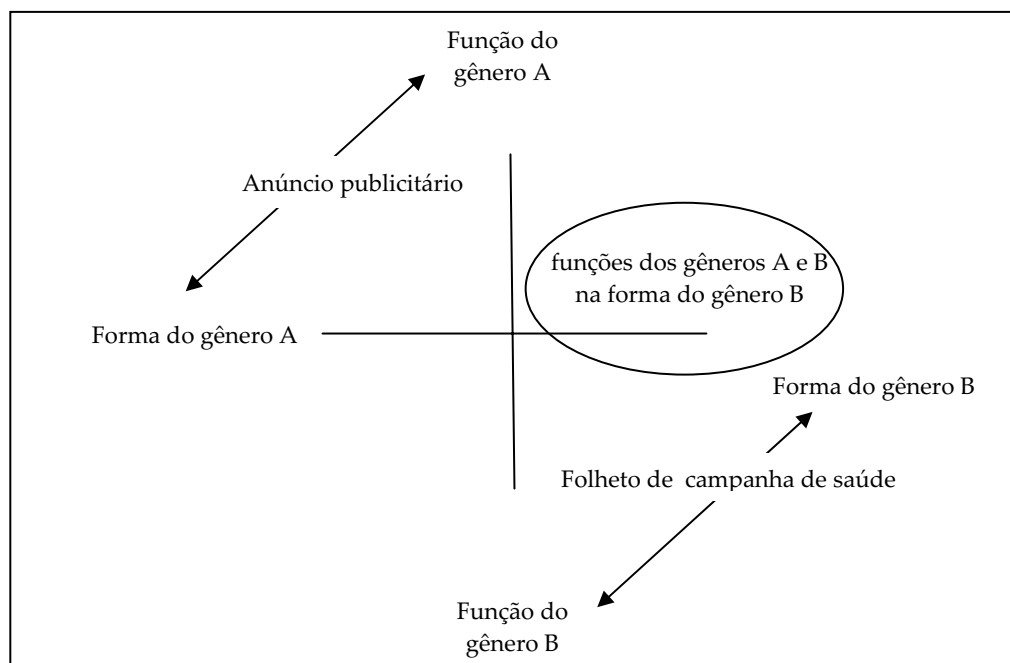 Função do
gênero A
Anúncio publicitário
funções dos gêneros A e B
na forma do gênero B
Forma do gênero A
Forma do gênero B
Folheto de campanha de saúde
Função do
gênero B